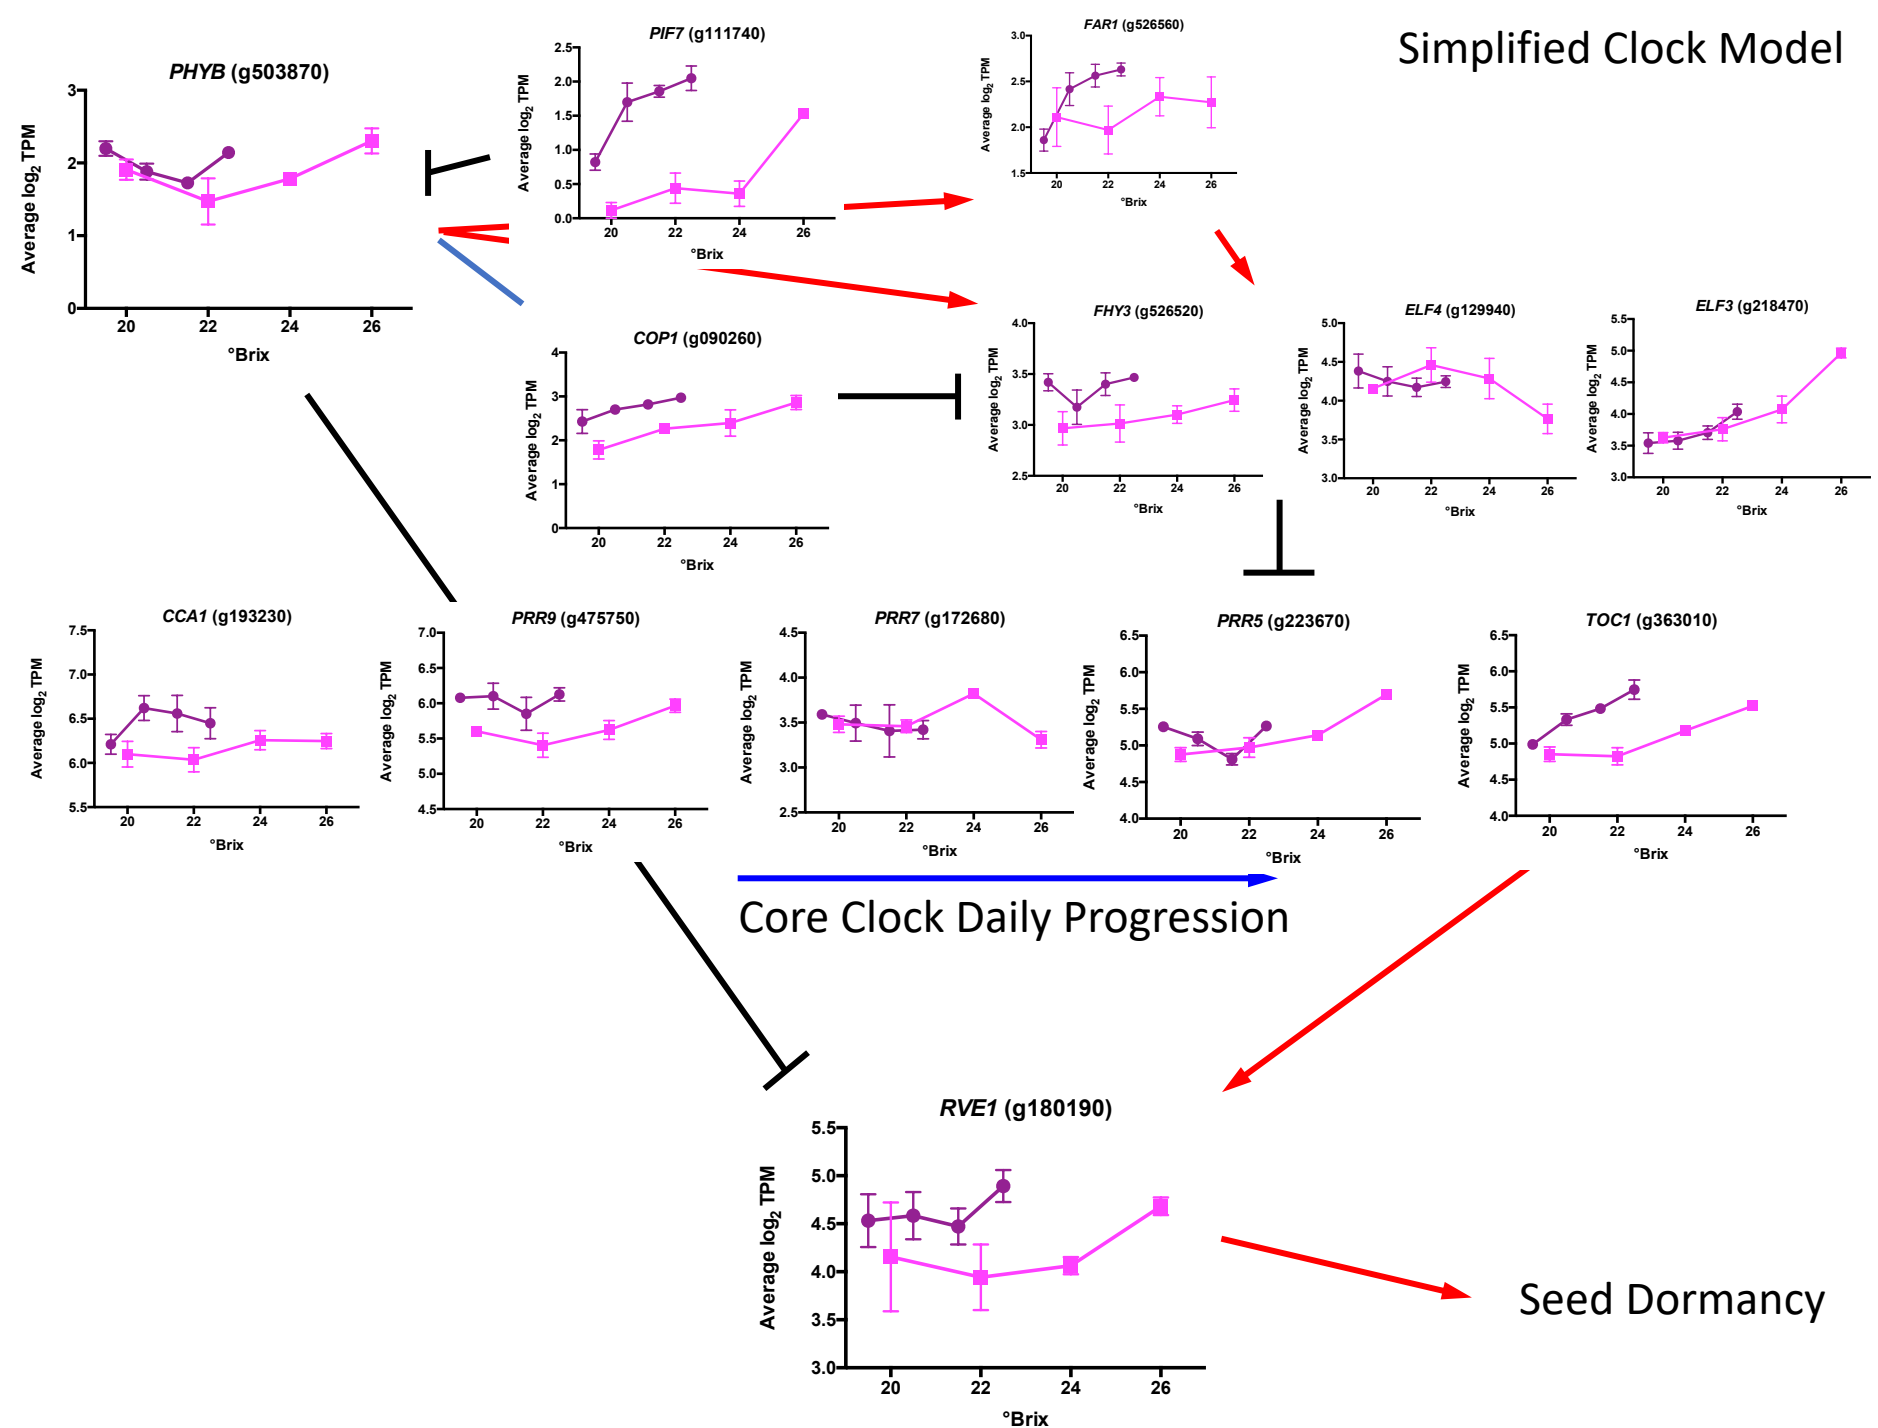 Simplified Clock Model
PHYB (g503870)
Average log2 TPM
3
2
1
0
20 22 24 26
°Brix
PIF7 (g111740)
Average log2 TPM
2.5
2.0
1.5
1.0
0.5
0.0
20 22 24 26
°Brix
FAR1 (g526560)
Average log2 TPM
3.0
2.5
2.0
1.5
20 22 24 26
°Brix
COP1 (g090260)
Average log2 TPM
4
3
2
1
0
20 22 24 26
°Brix
FHY3 (g526520)
Average log2 TPM
4.0
3.5
3.0
2.5
20 22 24 26
°Brix
ELF4 (g129940)
Average log2 TPM
5.0
4.5
4.0
3.5
3.0
20 22 24 26
°Brix
ELF3 (g218470)
Average log2 TPM
5.5
5.0
4.5
4.0
3.5
3.0
20 22 24 26
°Brix
CCA1 (g193230)
Average log2 TPM
7.5
7.0
6.5
6.0
5.5
20 22 24 26
°Brix
PRR9 (g475750)
Average log2 TPM
7.0
6.5
6.0
5.5
5.0
4.5
20 22 24 26
°Brix
PRR7 (g172680)
Average log2 TPM
4.5
4.0
3.5
3.0
2.5
20 22 24 26
°Brix
PRR5 (g223670)
Average log2 TPM
6.5
6.0
5.5
5.0
4.5
4.0
20 22 24 26
°Brix
TOC1 (g363010)
Average log2 TPM
6.5
6.0
5.5
5.0
4.5
4.0
20 22 24 26
°Brix
Core Clock Daily Progression
RVE1 (g180190)
Average log2 TPM
5.5
5.0
4.5
4.0
3.5
3.0
20 22 24 26
°Brix
Seed Dormancy